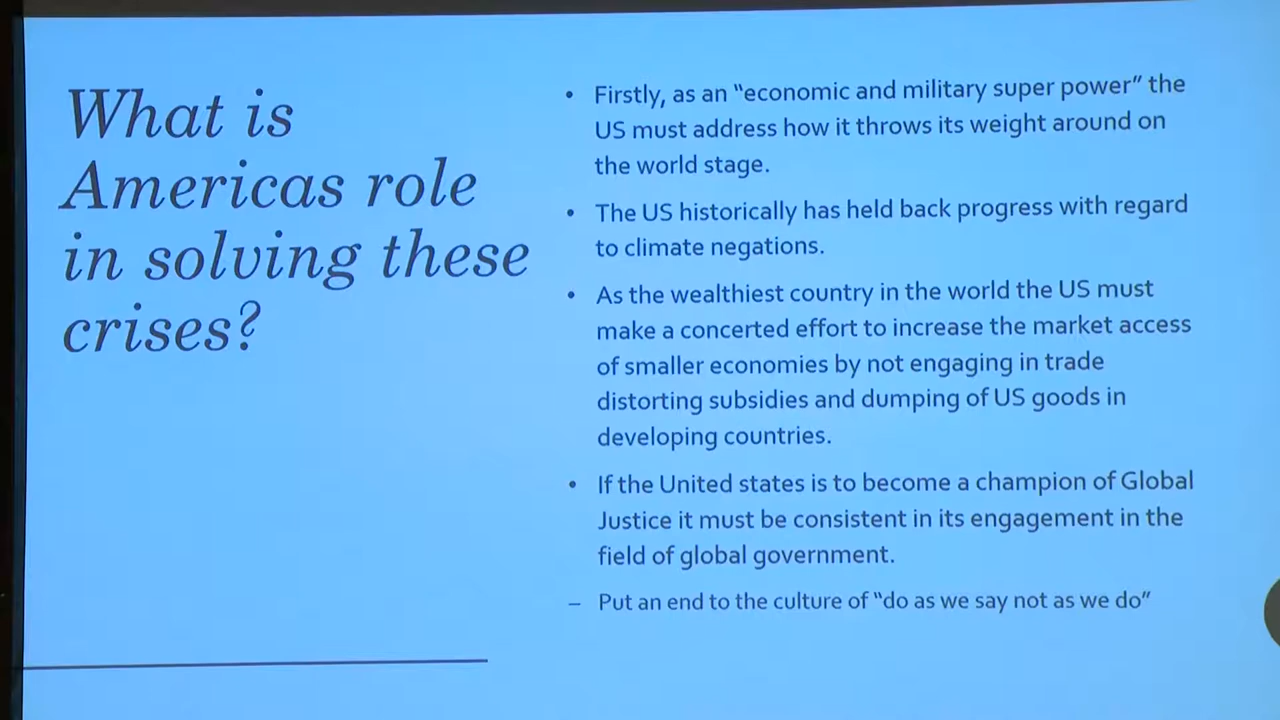 What is
Americas role
in solving these
crises?
• Firstly, as an “economic and military super power” the
US must address how it throws its weight around on
the world stage.
• The US historically has held back progress with regard
to climate negations.
• As the wealthiest country in the world the US must
make a concerted effort to increase the market access
of smaller economies by not engaging in trade
distorting subsidies and dumping of US goods in
developing countries.
• If the United states is to become a champion of Global
Justice it must be consistent in its engagement in the
field of global government.
– Put an end to the culture of “do as we say not as we do”